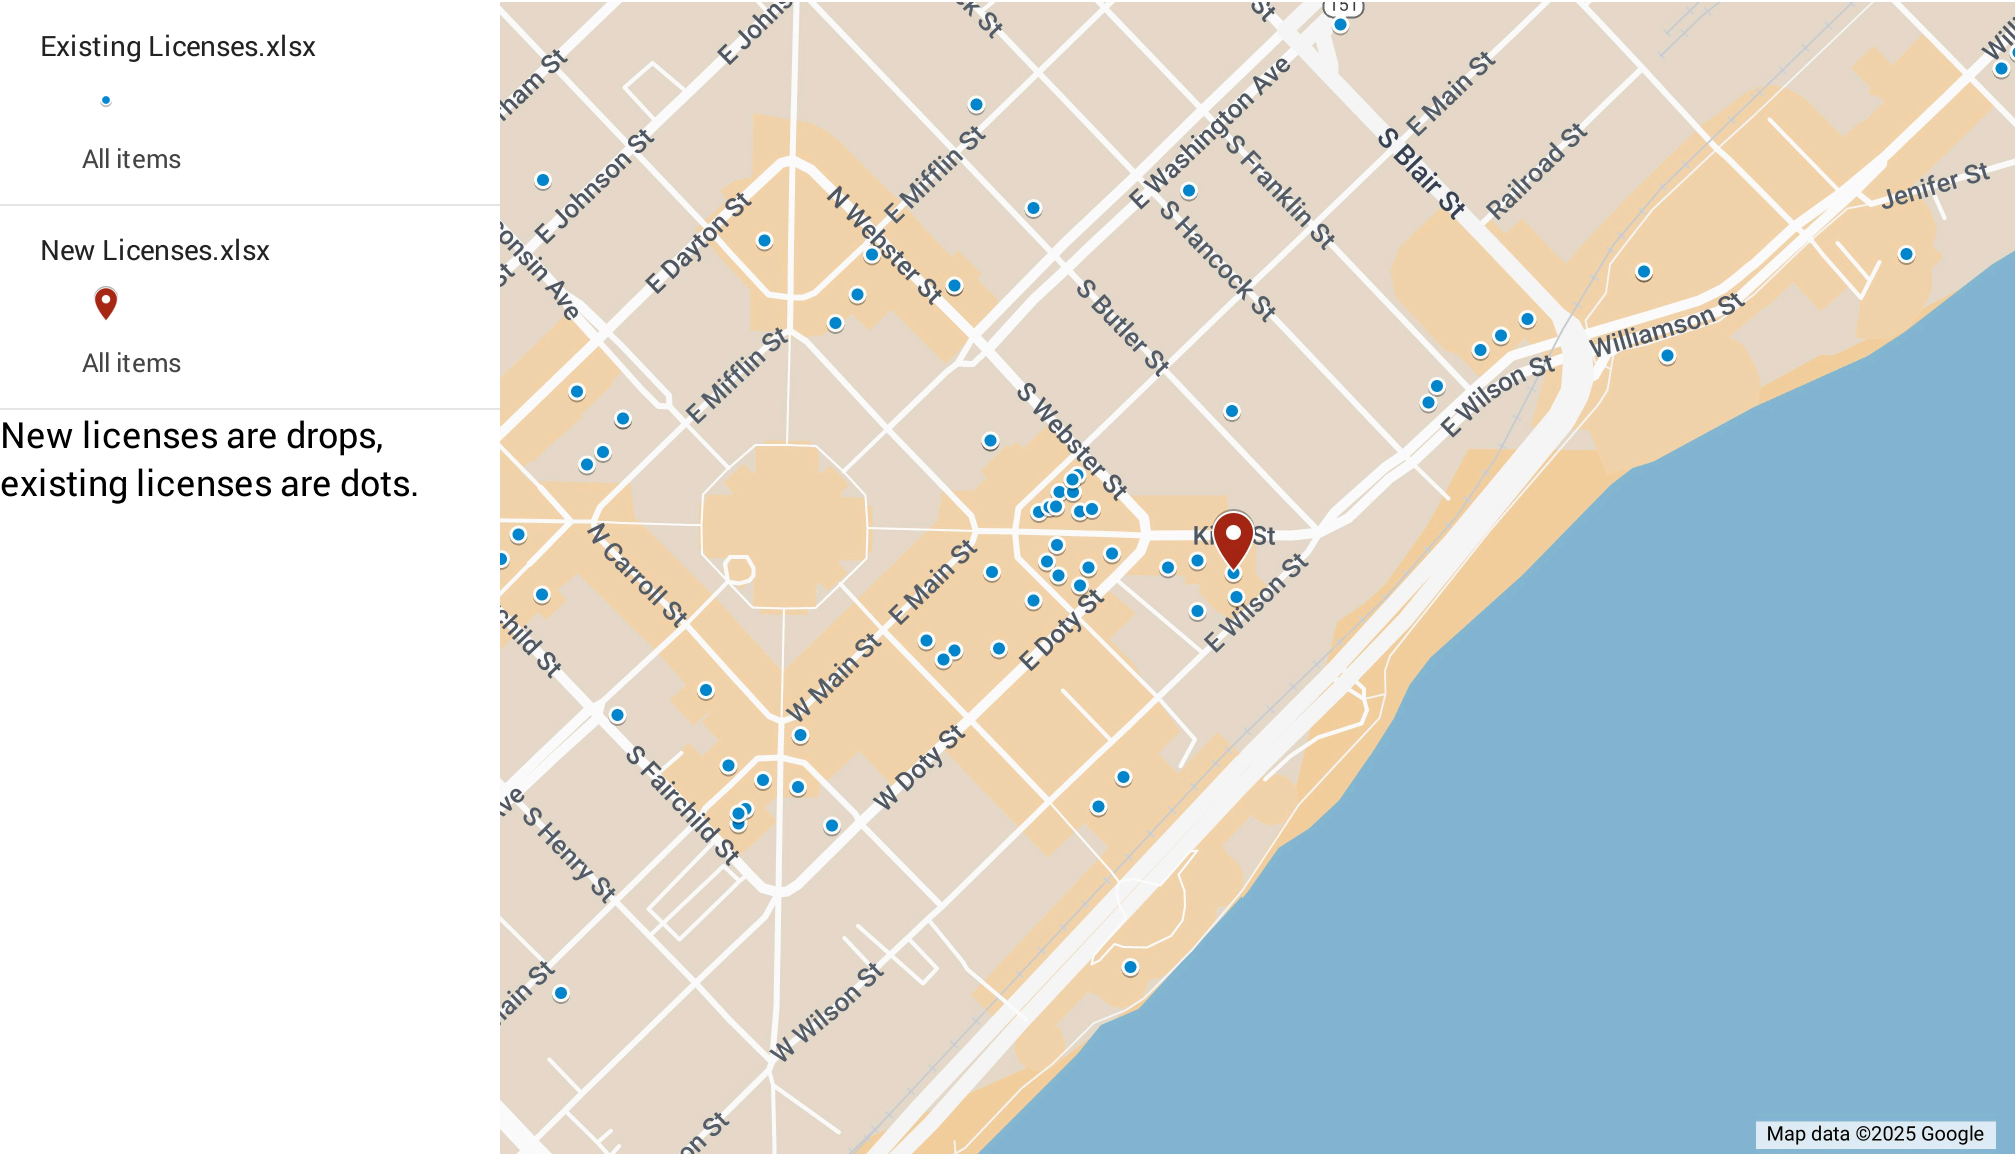 Existing Licenses.xlsx
All items
New Licenses.xlsx
All items
New licenses are drops,
existing licenses are dots.
151
E Johnson St
E Mifflin St
E Washington Ave
S Franklin St
E Main St
S Blair St
Railroad St
Jenifer St
N Webster St
E Dayton St
S Hancock St
S Butler St
E Mifflin St
Williamson St
E Wilson St
S Webster St
St
N Carroll St
E Main St
E Wilson St
E Doty St
W Main St
W Doty St
S Fairchild St
S Henry St
W Wilson St
Map data ©2025 Google